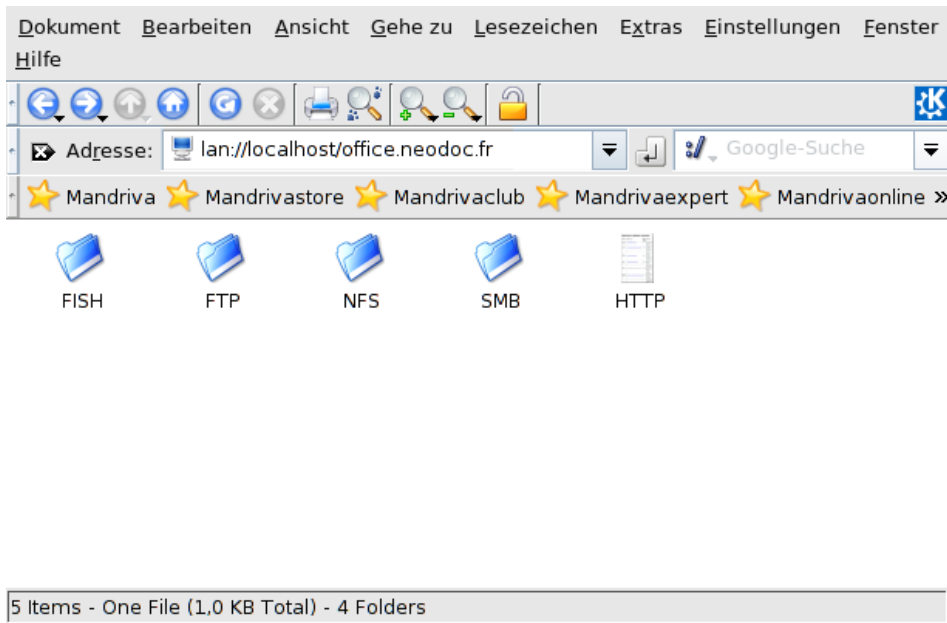 Dokument Bearbeiten Ansicht Gehe zu Lesezeichen Extras Einstellungen Fenster
Hilfe
Adresse: lan://localhost/office.neodoc.fr Google-Suche
Mandriva Mandrivastore Mandrivaclub Mandrivaexpert Mandrivaonline »
FISH FTP NFS SMB HTTP
5 Items - One File (1,0 KB Total) - 4 Folders